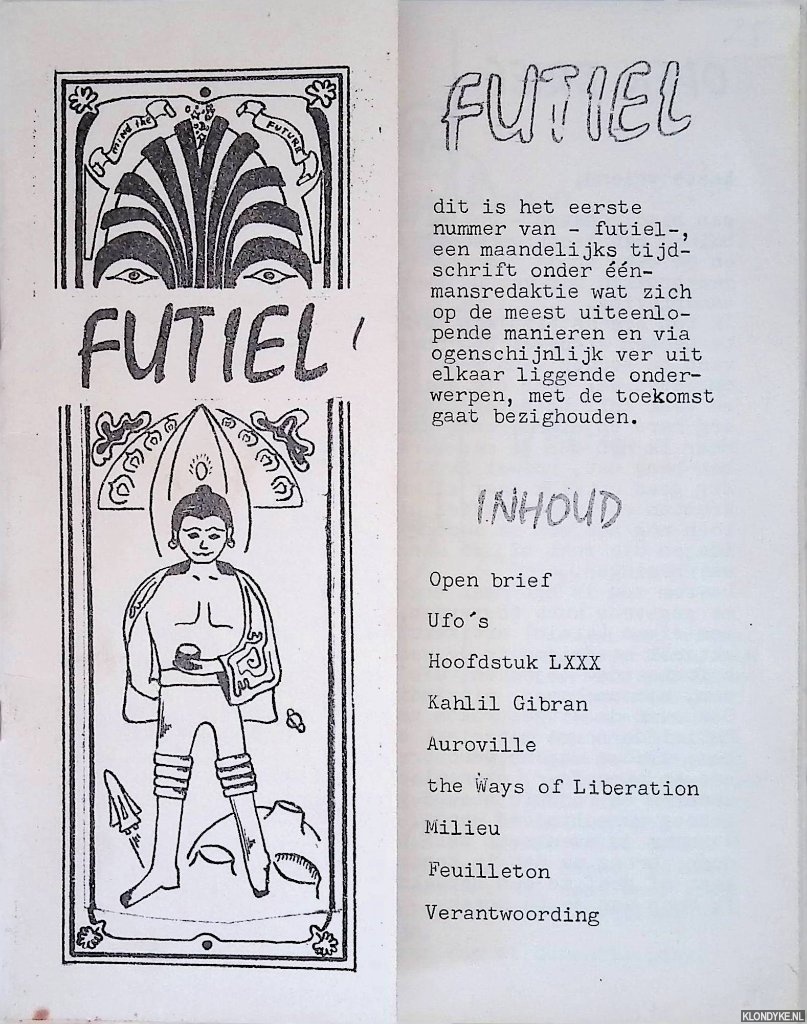 MIND the FUTURE
FUTIEL
FUTIEL
dit is het eerste
nummer van - futiel-,
een maandelijks tijd-
schrift onder één-
mansredaktie wat zich
op de meest uiteenlo-
pende manieren en via
ogenschijnlijk ver uit
elkaar liggende onder-
werpen, met de toekomst
gaat bezighouden.
INHOUD
Open brief
Ufo´s
Hoofdstuk LXXX
Kahlil Gibran
Auroville
the Ways of Liberation
Milieu
Feuilleton
Verantwoording
KLONDYKE.NL